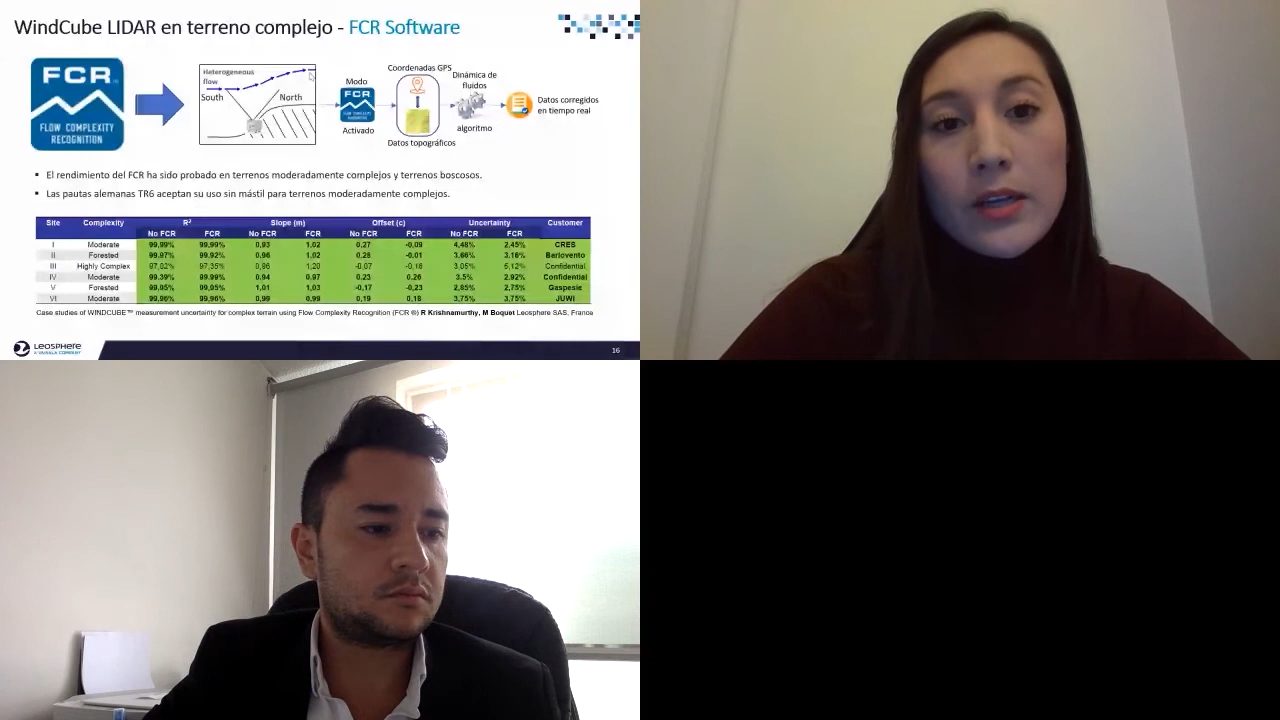 WindCube LIDAR en terreno complejo - FCR Software
FCR
FLOW COMPLEXITY
RECOGNITION
Heterogeneous
flow
South
North
Modo
FCR
Activado
Coordenadas GPS
Datos topográficos
Dinámica de
fluidos
algoritmo
Datos corregidos
en tiempo real
▪ El rendimiento del FCR ha sido probado en terrenos moderadamente complejos y terrenos boscosos.
▪ Las pautas alemanas TR6 aceptan su uso sin mástil para terrenos moderadamente complejos.
Site Complexity R² Slope (m) Offset (c) Uncertainty Customer
No FCR FCR No FCR FCR No FCR FCR No FCR FCR
I Moderate 99,99% 99,99% 0,93 1,02 0,27 -0,09 4,48% 2,45% CRES
II Forested 99,97% 99,92% 0,96 1,02 0,28 -0,01 3,66% 3,16% Barlovento
III Highly Complex 97,02% 97,35% 0,86 1,20 -0,07 -0,16 3,05% 5,12% Confidential
IV Moderate 99,39% 99,99% 0,94 0,97 0,23 0,26 3,5% 2,92% Confidential
V Forested 99,95% 99,95% 1,01 1,03 -0,17 -0,23 2,85% 2,75% Gaspesie
VI Moderate 99,96% 99,96% 0,99 0,99 0,19 0,18 3,75% 3,75% JUWI
Case studies of WINDCUBE™ measurement uncertainty for complex terrain using Flow Complexity Recognition (FCR ®) R Krishnamurthy, M Boquet Leosphere SAS, France
LEOSPHERE
A VAISALA COMPANY
16